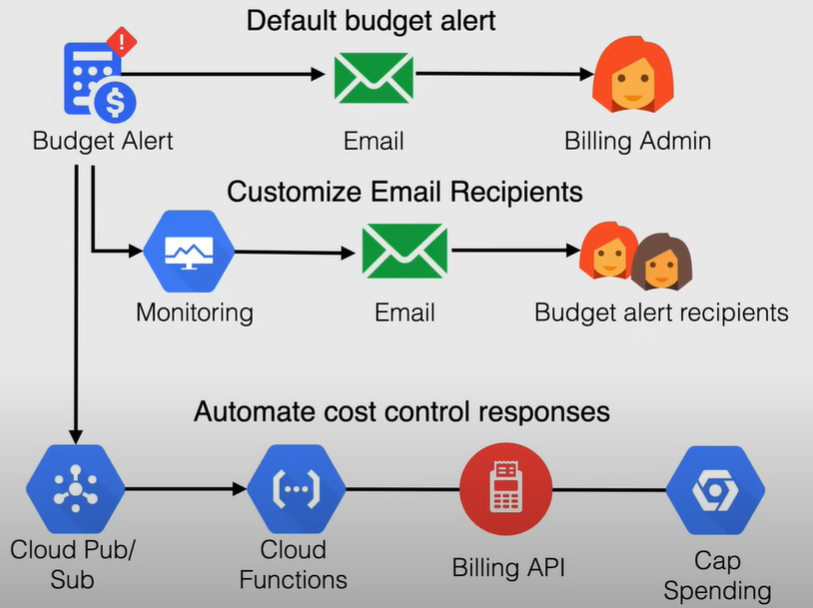 Default budget alert
Budget Alert
Email
Billing Admin
Customize Email Recipients
Monitoring
Email
Budget alert recipients
Automate cost control responses
Cloud Pub/
Sub
Cloud
Functions
Billing API
Cap
Spending